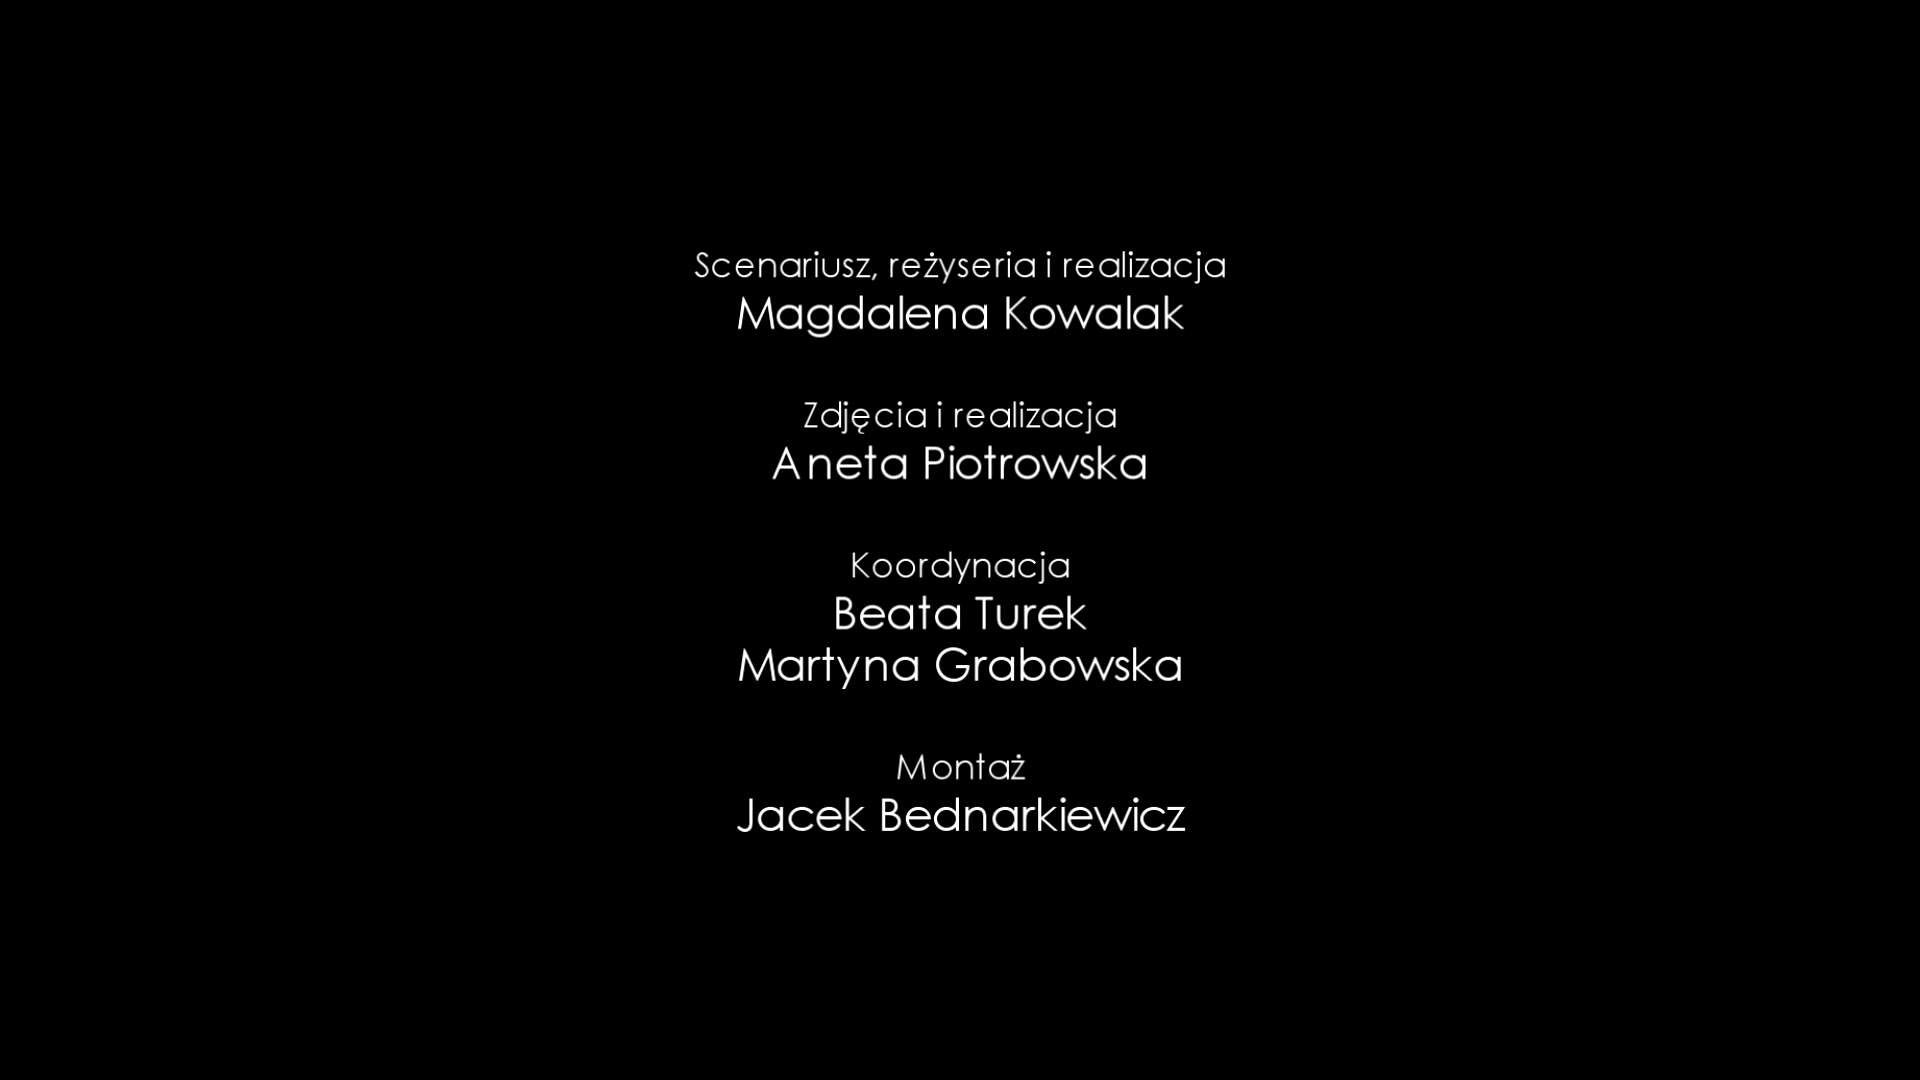 Scenariusz, reżyseria i realizacja
Magdalena Kowalak
Zdjęcia i realizacja
Aneta Piotrowska
Koordynacja
Beata Turek
Martyna Grabowska
Montaż
Jacek Bednarkiewicz